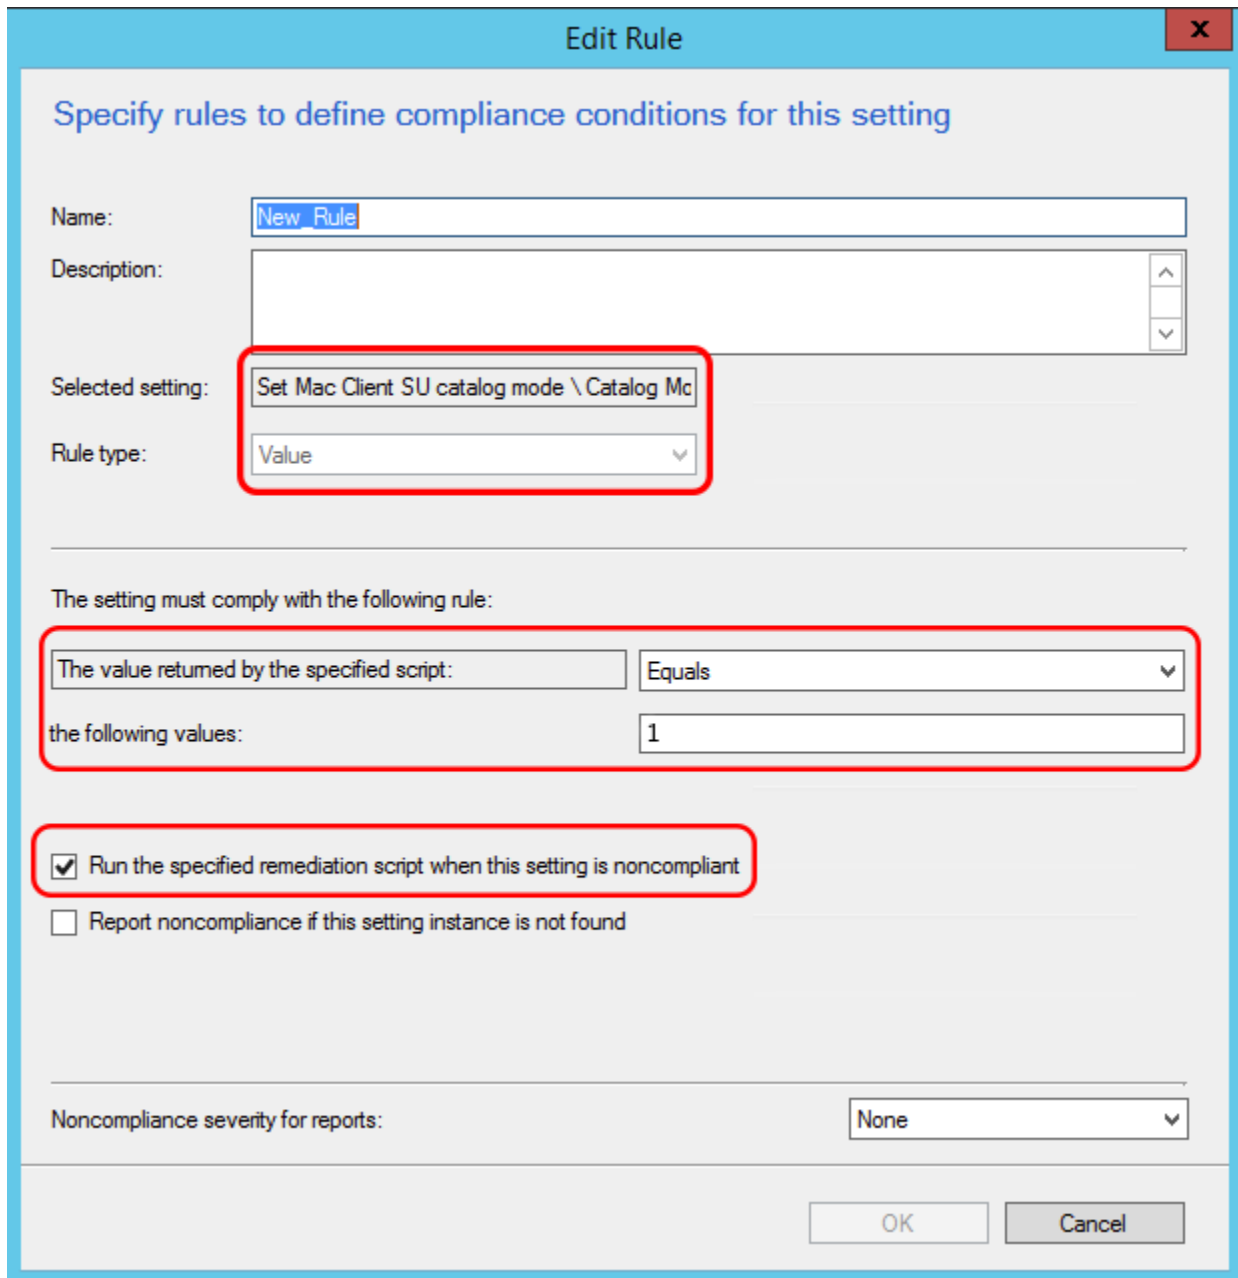 Edit Rule
x
Specify rules to define compliance conditions for this setting
Name: New_Rule
Description:
Selected setting: Set Mac Client SU catalog mode \ Catalog Mo
Rule type: Value
The setting must comply with the following rule:
The value returned by the specified script: Equals
the following values: 1
Run the specified remediation script when this setting is noncompliant
Report noncompliance if this setting instance is not found
Noncompliance severity for reports: None
OK Cancel